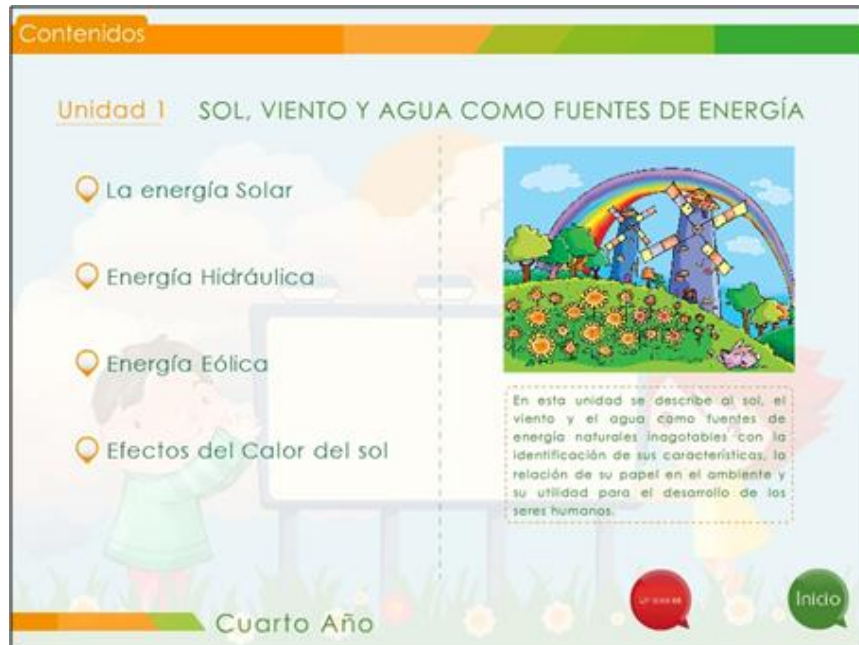 Contenidos
Unidad 1 SOL, VIENTO Y AGUA COMO FUENTES DE ENERGÍA
La energía Solar
Energía Hidráulica
Energía Eólica
Efectos del Calor del sol
En esta unidad se describe al sol, el
viento y el agua como fuentes de
energía naturales inagotables con la
identificación de sus características, la
relación de su papel en el ambiente y
su utilidad para el desarrollo de los
seres humanos.
Inicio
Cuarto Año